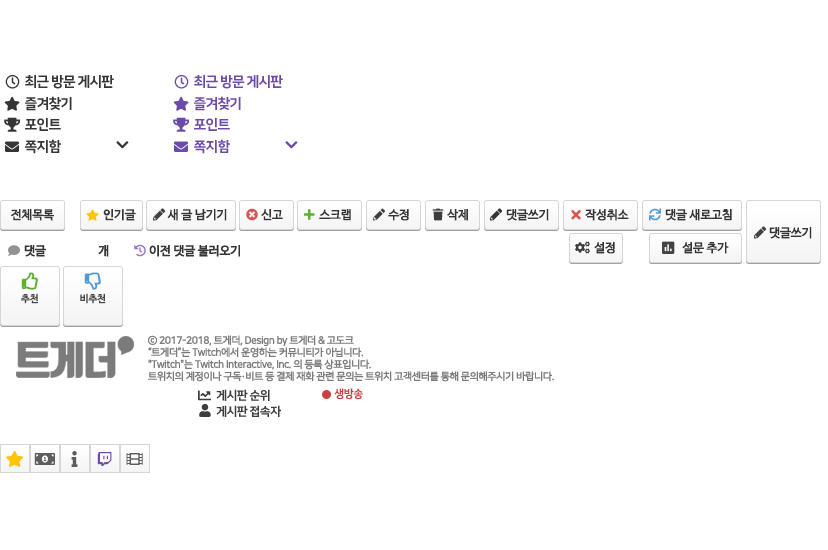 최근 방문 게시판 최근 방문 게시판
즐겨찾기 즐겨찾기
포인트 포인트
쪽지함 쪽지함
전체목록 인기글 새 글 남기기 신고 스크랩 수정 삭제 댓글쓰기 작성취소 댓글 새로고침
댓글쓰기
댓글 개 이전 댓글 불러오기 설정 설문 추가
추천 비추천
트게더
© 2017-2018, 트게더, Design by 트게더 & 고도크
“트게더”는 Twitch에서 운영하는 커뮤니티가 아닙니다.
"Twitch"는 Twitch Interactive, Inc. 의 등록 상표입니다.
트위치의 계정이나 구독·비트 등 결제 재화 관련 문의는 트위치 고객센터를 통해 문의해주시기 바랍니다.
게시판 순위 생방송
게시판 접속자